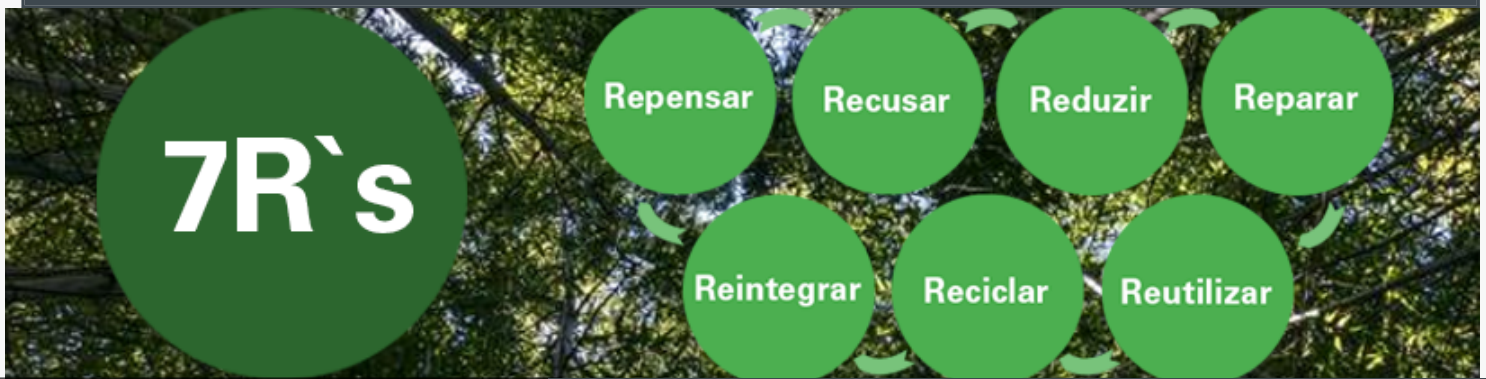 7R`s
Repensar
Recusar
Reduzir
Reparar
Reintegrar
Reciclar
Reutilizar